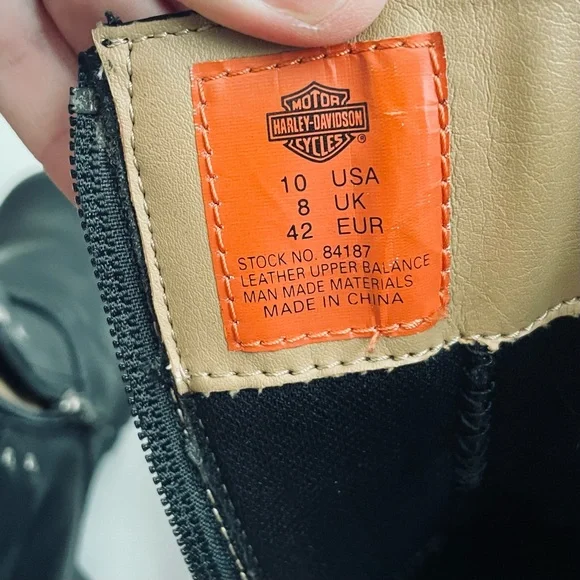 MOTOR
HARLEY-DAVIDSON
CYCLES®
10 USA
8 UK
42 EUR
STOCK NO. 84187
LEATHER UPPER BALANCE
MAN MADE MATERIALS
MADE IN CHINA